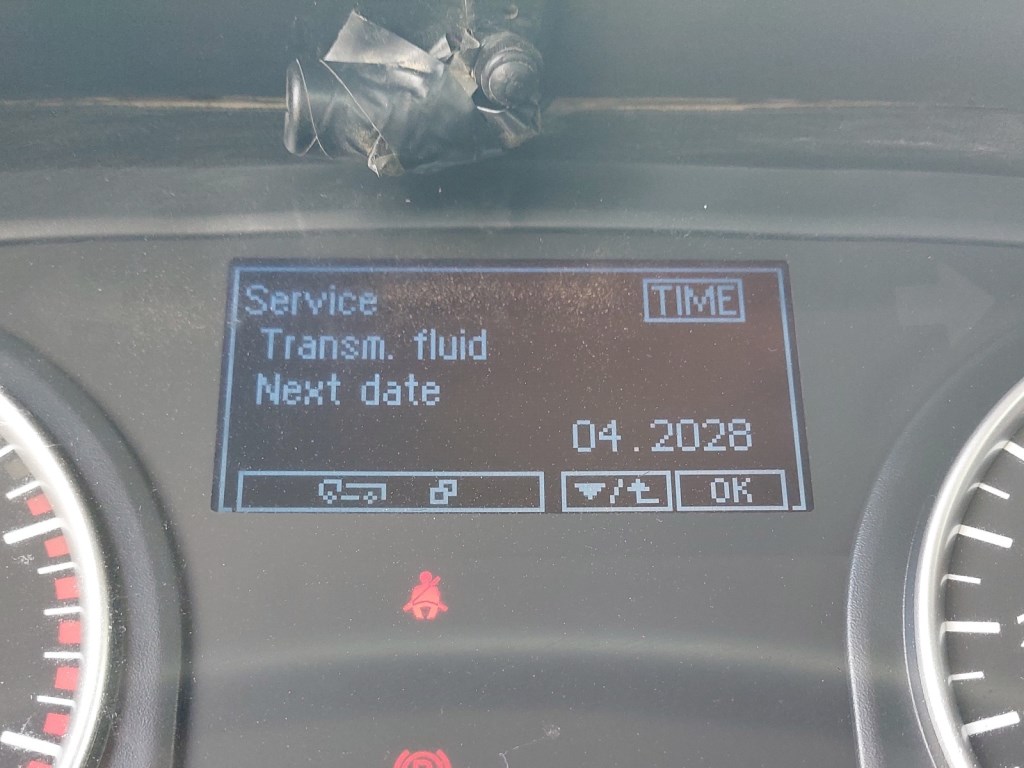 Service TIME
Transm. fluid
Next date
04.2028
/ OK